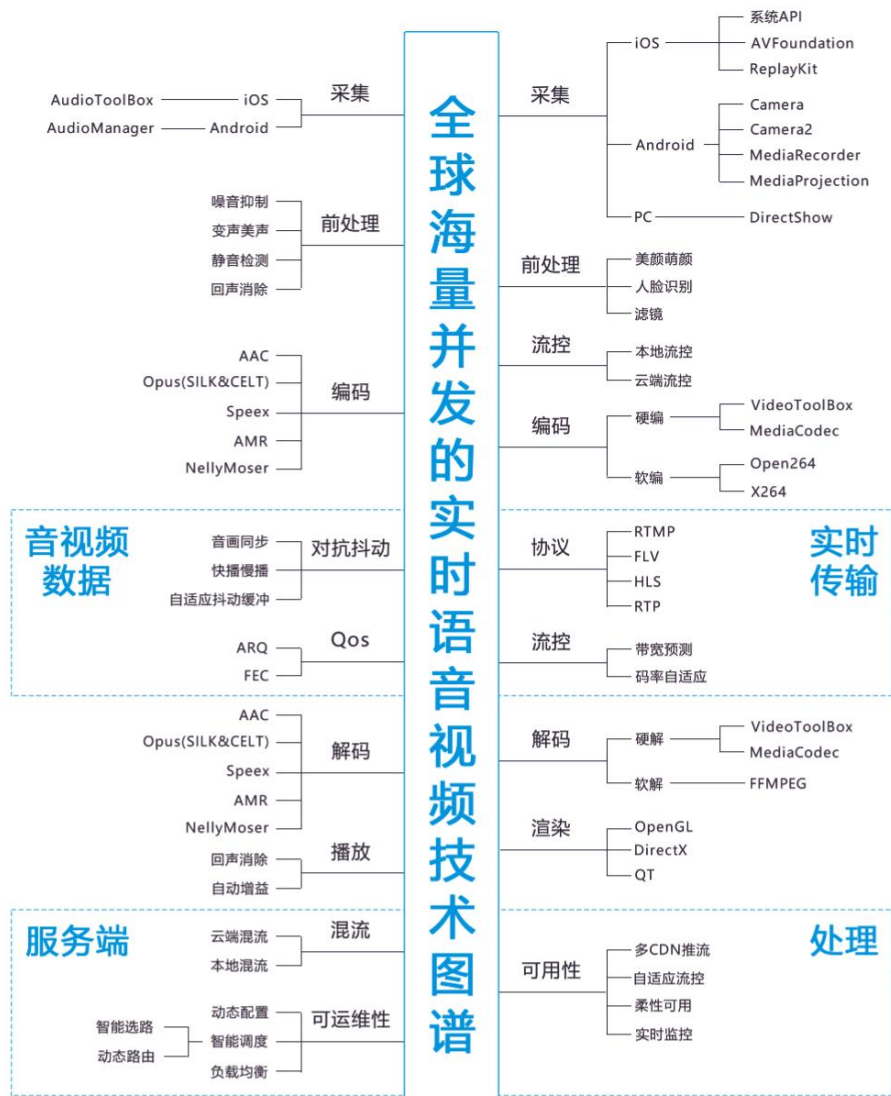 全球海量并发的实时语音视频技术图谱
采集
iOS
AudioToolBox
Android
AudioManager
前处理
噪音抑制
变声美声
静音检测
回声消除
编码
AAC
Opus(SILK&CELT)
Speex
AMR
NellyMoser
音视频
数据
对抗抖动
音画同步
快播慢播
自适应抖动缓冲
Qos
ARQ
FEC
解码
AAC
Opus(SILK&CELT)
Speex
AMR
NellyMoser
播放
回声消除
自动增益
服务端
混流
云端混流
本地混流
可运维性
动态配置
智能调度
智能选路
动态路由
负载均衡
采集
iOS
系统API
AVFoundation
ReplayKit
Android
Camera
Camera2
MediaRecorder
MediaProjection
PC
DirectShow
前处理
美颜萌颜
人脸识别
滤镜
流控
本地流控
云端流控
编码
硬编
VideoToolBox
MediaCodec
软编
Open264
X264
实时
传输
协议
RTMP
FLV
HLS
RTP
流控
带宽预测
码率自适应
解码
硬解
VideoToolBox
MediaCodec
软解
FFMPEG
渲染
OpenGL
DirectX
QT
处理
可用性
多CDN推流
自适应流控
柔性可用
实时监控